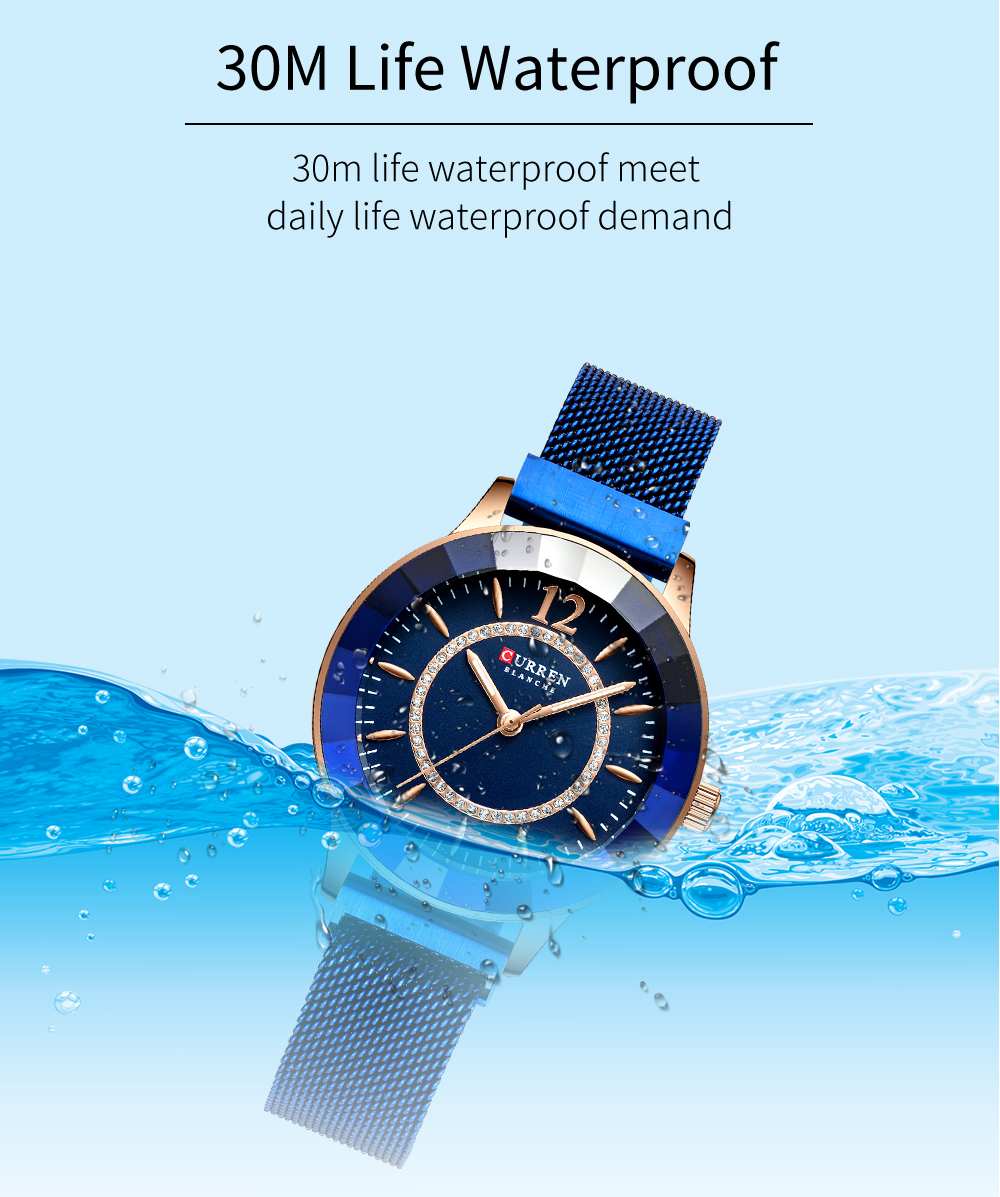 30M Life Waterproof
30m life waterproof meet
daily life waterproof demand
12
CURREN
BLANCHE